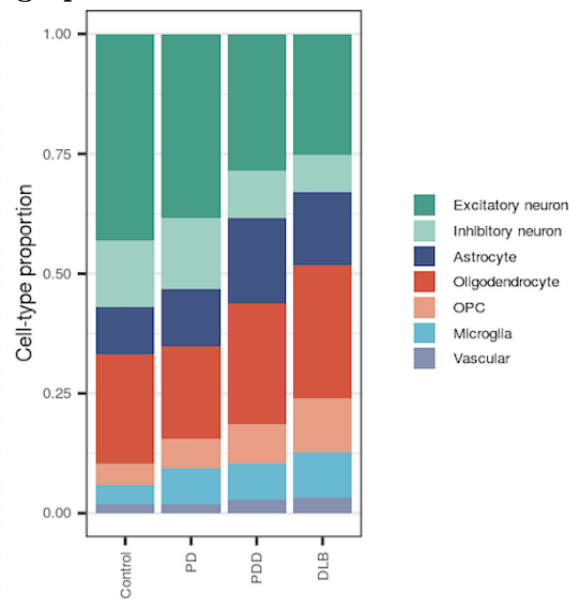 1.00
0.75
0.50
0.25
0.00
Cell-type proportion
Control
PD
PDD
DLB
Excitatory neuron
Inhibitory neuron
Astrocyte
Oligodendrocyte
OPC
Microglia
Vascular